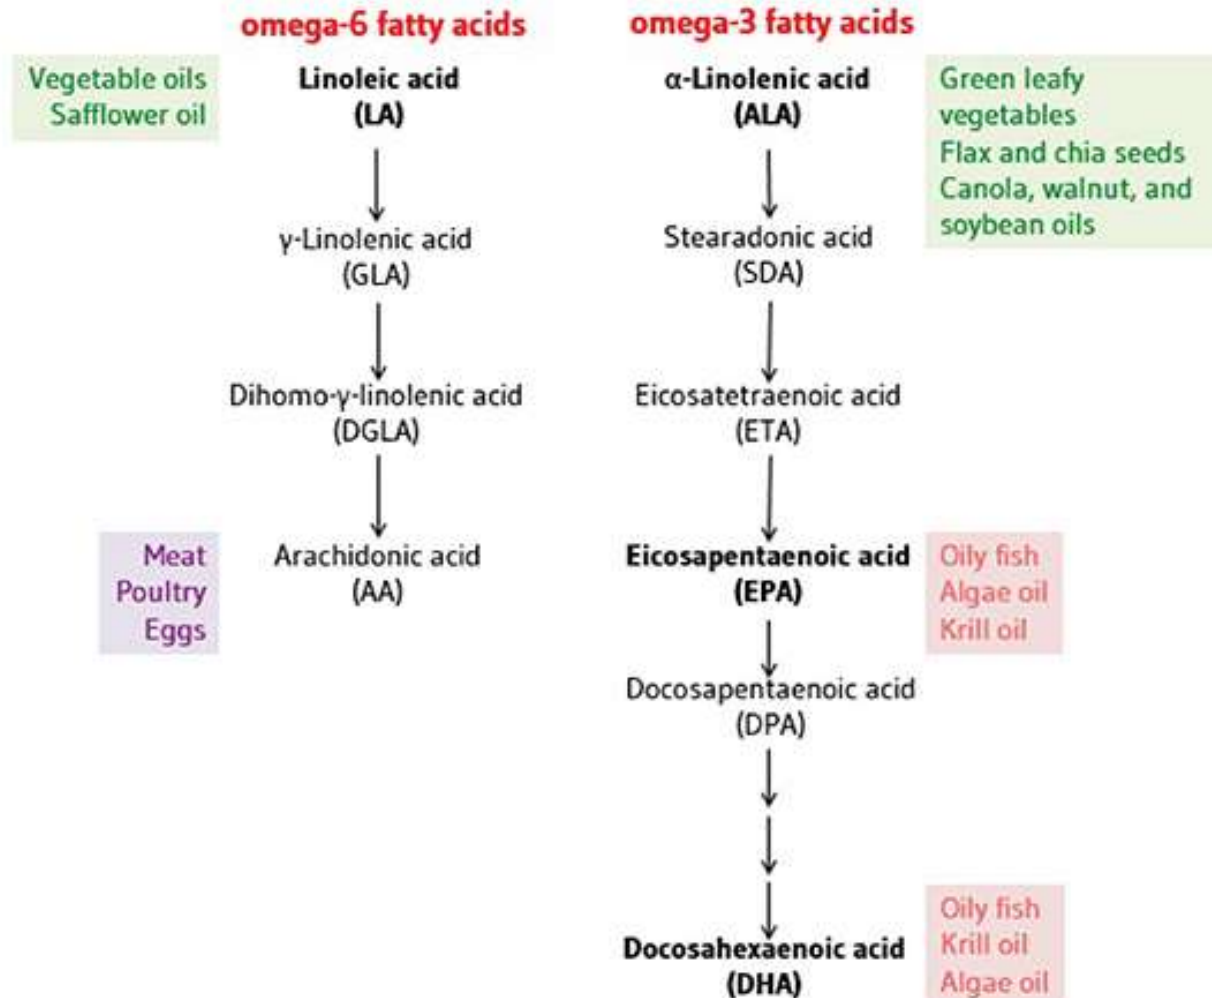 omega-6 fatty acids
omega-3 fatty acids
Vegetable oils
Safflower oil
Linoleic acid
(LA)
α-Linolenic acid
(ALA)
Green leafy
vegetables
Flax and chia seeds
Canola, walnut, and
soybean oils
γ-Linolenic acid
(GLA)
Stearadonic acid
(SDA)
Dihomo-γ-linolenic acid
(DGLA)
Eicosatetraenoic acid
(ETA)
Meat
Poultry
Eggs
Arachidonic acid
(AA)
Eicosapentaenoic acid
(EPA)
Oily fish
Algae oil
Krill oil
Docosapentaenoic acid
(DPA)
Docosahexaenoic acid
(DHA)
Oily fish
Krill oil
Algae oil